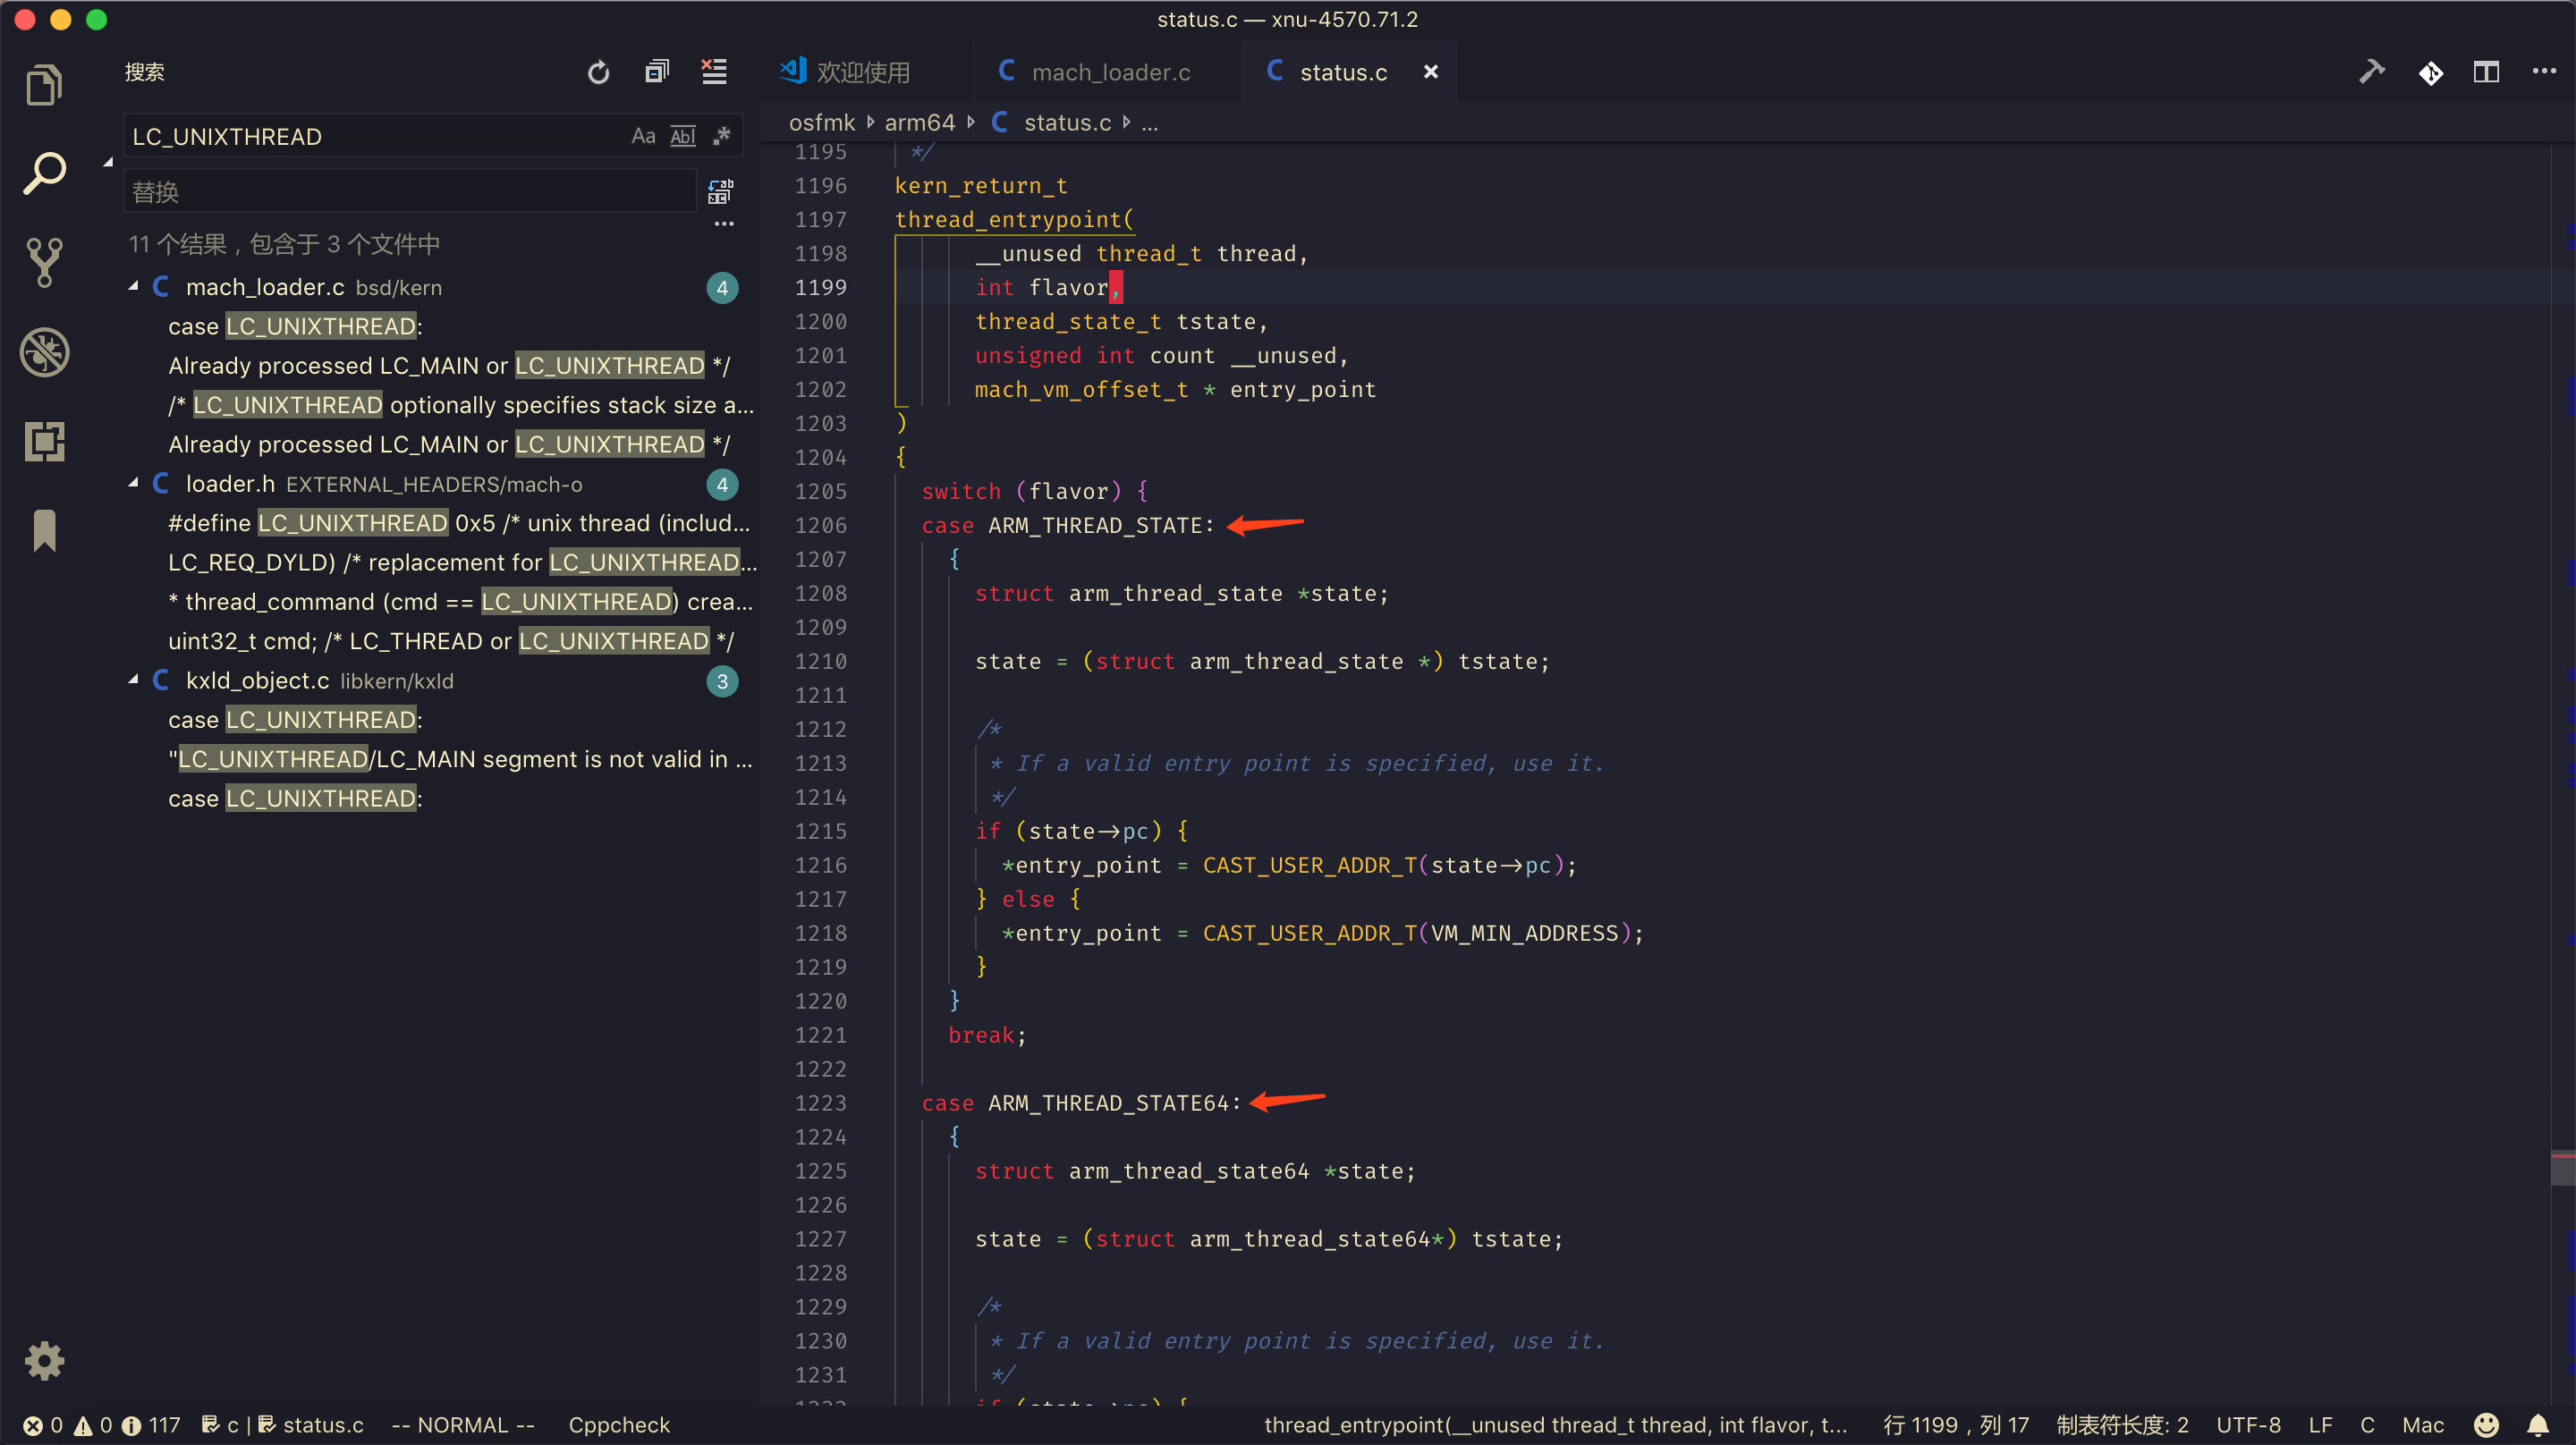 status.c — xnu-4570.71.2
搜索
LC_UNIXTHREAD
Aa Abl .*
替换
11 个结果，包含于 3 个文件中
mach_loader.c bsd/kern 4
case LC_UNIXTHREAD:
Already processed LC_MAIN or LC_UNIXTHREAD */
/* LC_UNIXTHREAD optionally specifies stack size a...
Already processed LC_MAIN or LC_UNIXTHREAD */
loader.h EXTERNAL_HEADERS/mach-o 4
#define LC_UNIXTHREAD 0x5 /* unix thread (includ...
LC_REQ_DYLD) /* replacement for LC_UNIXTHREAD...
* thread_command (cmd == LC_UNIXTHREAD) crea...
uint32_t cmd; /* LC_THREAD or LC_UNIXTHREAD */
kxld_object.c libkern/kxld 3
case LC_UNIXTHREAD:
"LC_UNIXTHREAD/LC_MAIN segment is not valid in ...
case LC_UNIXTHREAD:
欢迎使用
C mach_loader.c
C status.c ×
osfmk arm64 C status.c ...
1195 */
1196 kern_return_t
1197 thread_entrypoint(
1198 __unused thread_t thread,
1199 int flavor,
1200 thread_state_t tstate,
1201 unsigned int count __unused,
1202 mach_vm_offset_t * entry_point
1203 )
1204 {
1205 switch (flavor) {
1206 case ARM_THREAD_STATE:
1207 {
1208 struct arm_thread_state *state;
1209
1210 state = (struct arm_thread_state *) tstate;
1211
1212 /*
1213 * If a valid entry point is specified, use it.
1214 */
1215 if (state->pc) {
1216 *entry_point = CAST_USER_ADDR_T(state->pc);
1217 } else {
1218 *entry_point = CAST_USER_ADDR_T(VM_MIN_ADDRESS);
1219 }
1220 }
1221 break;
1222
1223 case ARM_THREAD_STATE64:
1224 {
1225 struct arm_thread_state64 *state;
1226
1227 state = (struct arm_thread_state64*) tstate;
1228
1229 /*
1230 * If a valid entry point is specified, use it.
1231 */
0 0 117 c | status.c -- NORMAL -- Cppcheck thread_entrypoint(__unused thread_t thread, int flavor, t... 行 1199，列 17 制表符长度: 2 UTF-8 LF C Mac